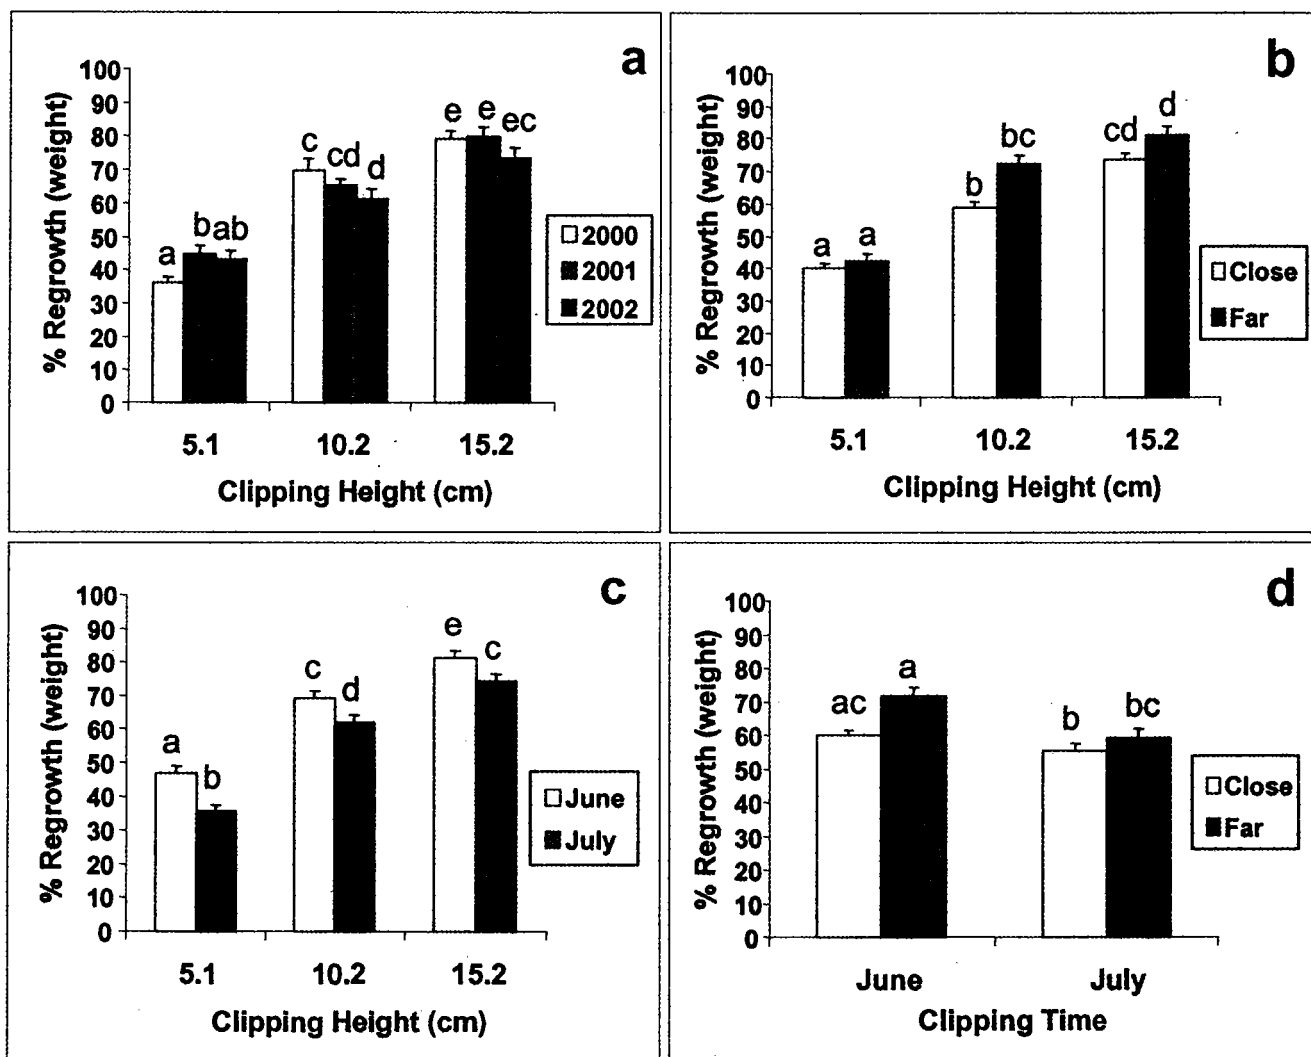 a
% Regrowth (weight)
100
90
80
70
60
50
40
30
20
10
0
a b ab
c cd d
e e ec
5.1 10.2 15.2
Clipping Height (cm)
2000
2001
2002
b
% Regrowth (weight)
100
90
80
70
60
50
40
30
20
10
0
a a
b bc
cd d
5.1 10.2 15.2
Clipping Height (cm)
Close
Far
c
% Regrowth (weight)
100
90
80
70
60
50
40
30
20
10
0
a b
c d
e c
5.1 10.2 15.2
Clipping Height (cm)
June
July
d
% Regrowth (weight)
100
90
80
70
60
50
40
30
20
10
0
ac a
b bc
June July
Clipping Time
Close
Far